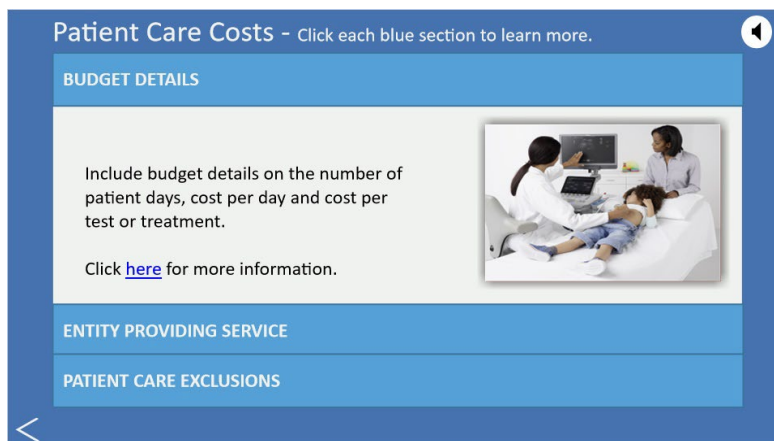 Patient Care Costs - Click each blue section to learn more.
BUDGET DETAILS
Include budget details on the number of
patient days, cost per day and cost per
test or treatment.
Click here for more information.
ENTITY PROVIDING SERVICE
PATIENT CARE EXCLUSIONS